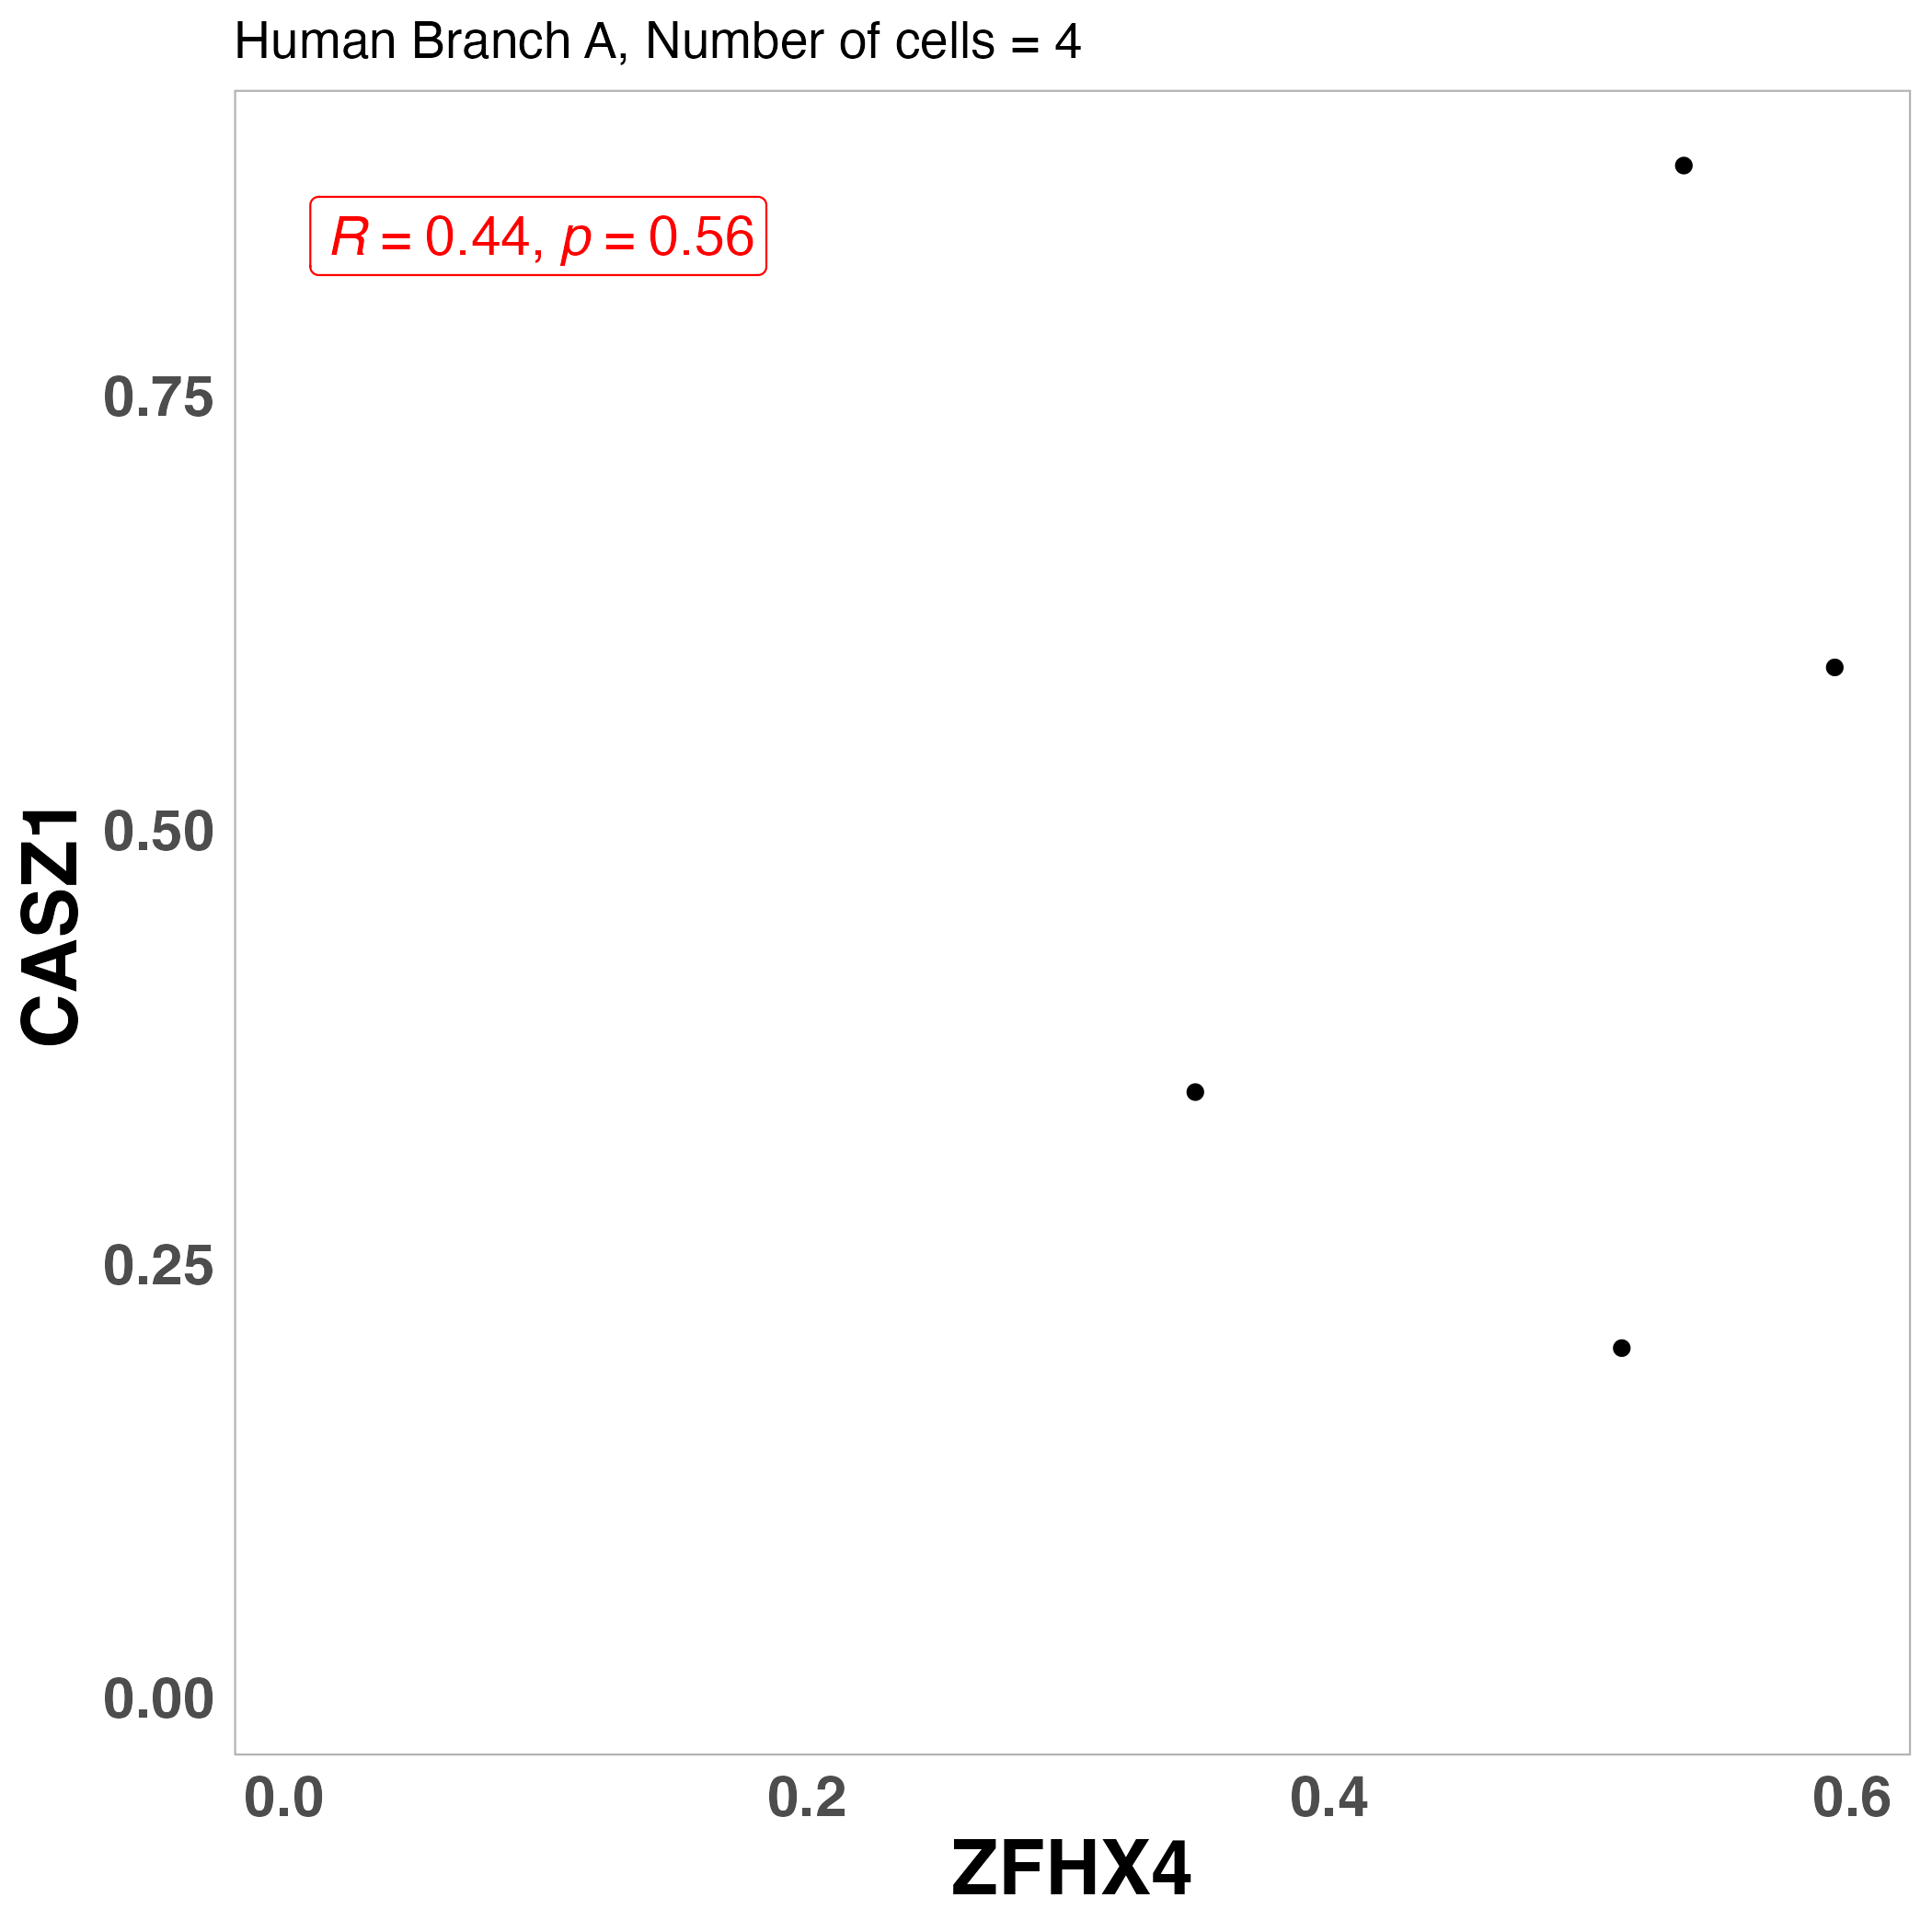 Human Branch A, Number of cells = 4
R = 0.44, p = 0.56
0.75
0.50
0.25
0.00
CASZ1
0.0 0.2 0.4 0.6
ZFHX4